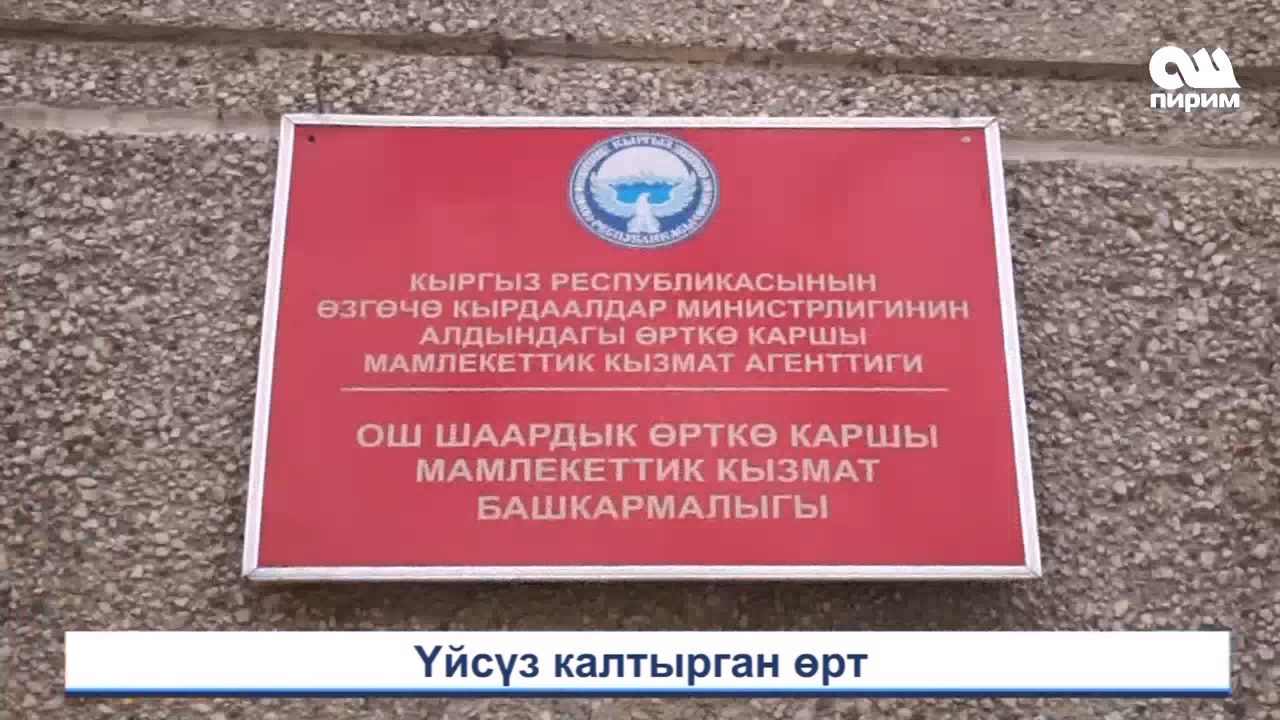 ОШ
ПИРИМ
КЫРГЫЗ РЕСПУБЛИКАСЫНЫН
ӨЗГӨЧӨ КЫРДААЛДАР МИНИСТРЛИГИНИН
АЛДЫНДАГЫ ӨРТКӨ КАРШЫ
МАМЛЕКЕТТИК КЫЗМАТ АГЕНТТИГИ
ОШ ШААРДЫК ӨРТКӨ КАРШЫ
МАМЛЕКЕТТИК КЫЗМАТ
БАШКАРМАЛЫГЫ
Үйсүз калтырган өрт